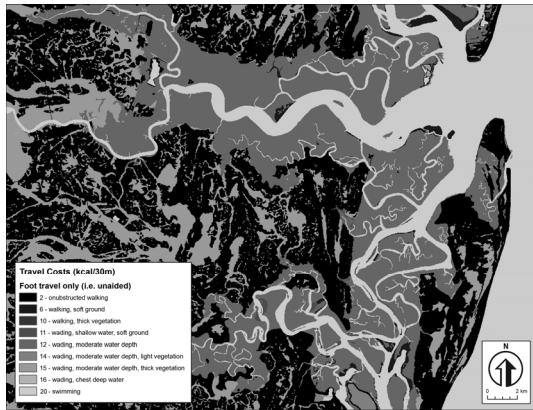 Travel Costs (kcal/30m)
Foot travel only (i.e. unaided)
2 - onubstructed walking
6 - walking, soft ground
10 - walking, thick vegetation
11 - wading, shallow water, soft ground
12 - wading, moderate water depth
14 - wading, moderate water depth, light vegetation
15 - wading, moderate water depth, thick vegetation
16 - wading, chest deep water
20 - swimming
N
0 2 km